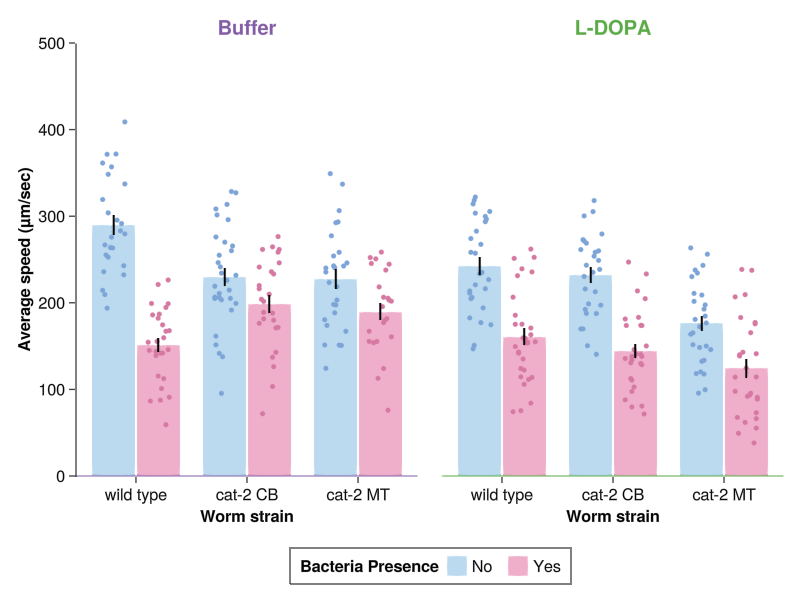 Buffer
L-DOPA
Average speed (μm/sec)
500
400
300
200
100
0
wild type
cat-2 CB
cat-2 MT
wild type
cat-2 CB
cat-2 MT
Worm strain
Worm strain
Bacteria Presence No Yes